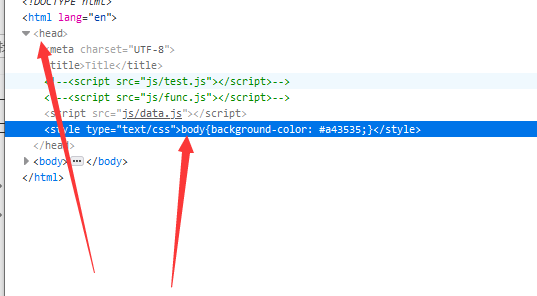 <!DOCTYPE html>
<html lang="en">
<head>
meta charset="UTF-8">
title>Title</title>
<!--<script src="js/test.js"></script>-->
<!--<script src="js/func.js"></script>-->
<script src="js/data.js"></script>
<style type="text/css">body{background-color: #a43535;}</style>
</head>
<body>...</body>
</html>